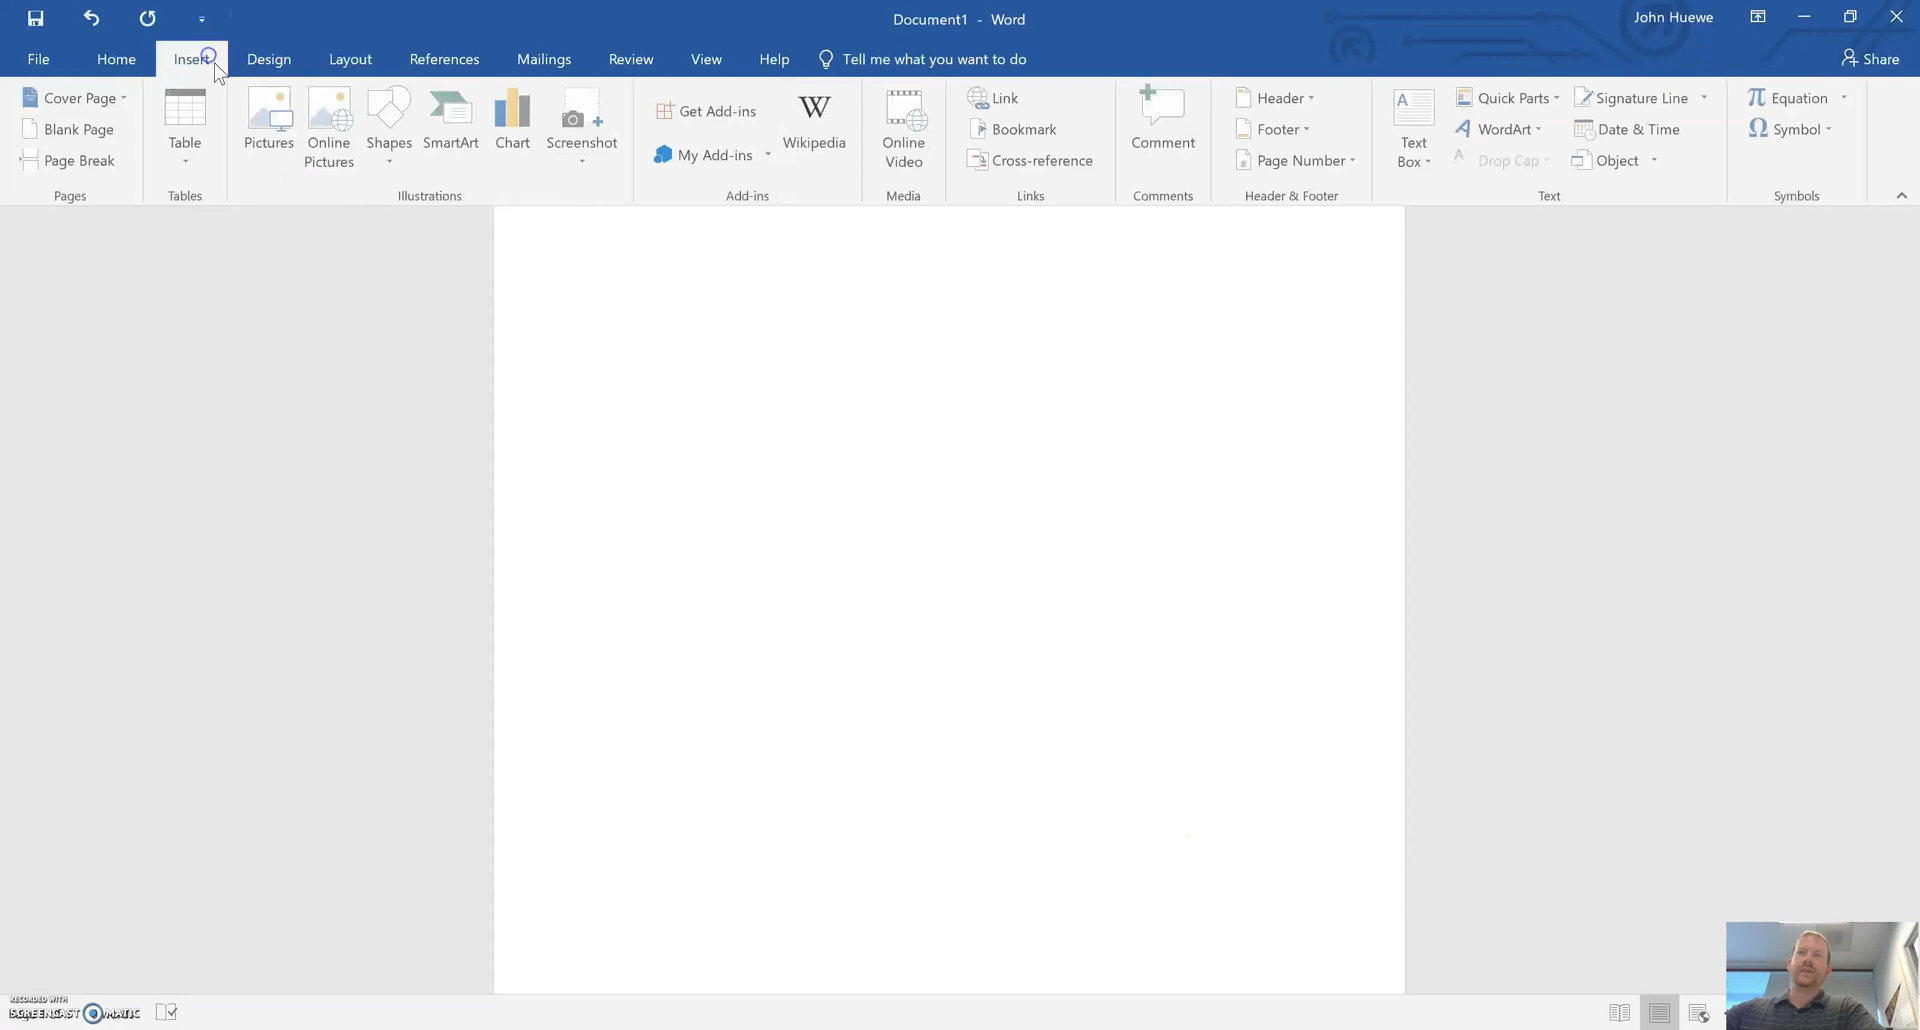 Document1 - Word
John Huewe
File Home Insert Design Layout References Mailings Review View Help Tell me what you want to do Share
Cover Page
Blank Page
Page Break
Pages
Table
Tables
Pictures
Online
Pictures
Shapes
SmartArt
Chart
Screenshot
Illustrations
Get Add-ins
My Add-ins
W
Wikipedia
Add-ins
Online
Video
Media
Link
Bookmark
Cross-reference
Links
Comment
Comments
Header
Footer
Page Number
Header & Footer
Text
Box
Quick Parts
WordArt
Drop Cap
Signature Line
Date & Time
Object
Text
π Equation
Ω Symbol
Symbols
RECORDED WITH
SCREENCAST MATIC